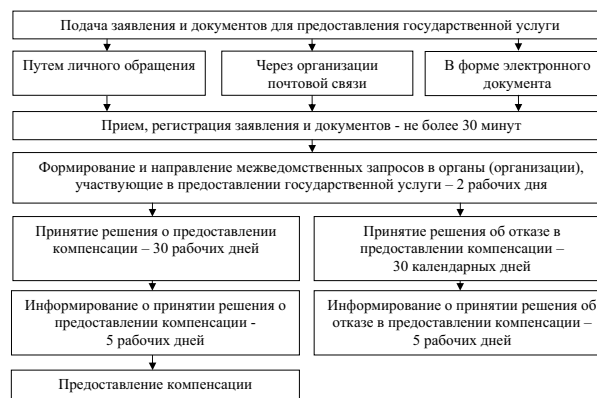 Подача заявления и документов для предоставления государственной услуги
Путем личного обращения
Через организации
почтовой связи
В форме электронного
документа
Прием, регистрация заявления и документов - не более 30 минут
Формирование и направление межведомственных запросов в органы (организации),
участвующие в предоставлении государственной услуги – 2 рабочих дня
Принятие решения о предоставлении
компенсации – 30 рабочих дней
Принятие решения об отказе в
предоставлении компенсации –
30 календарных дней
Информирование о принятии решения о
предоставлении компенсации -
5 рабочих дней
Информирование о принятии решения об
отказе в предоставлении компенсации –
5 рабочих дней
Предоставление компенсации